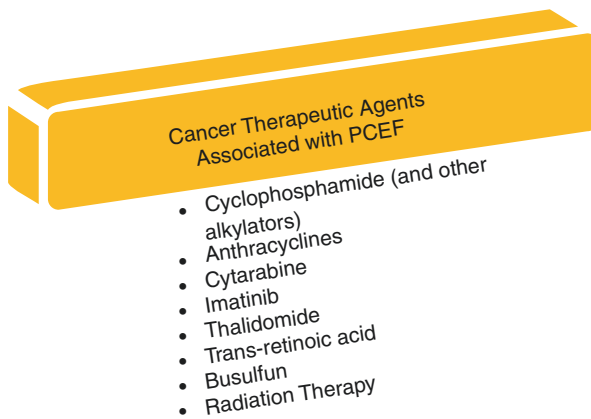 Cancer Therapeutic Agents
Associated with PCEF
• Cyclophosphamide (and other
alkylators)
• Anthracyclines
• Cytarabine
• Imatinib
• Thalidomide
• Trans-retinoic acid
• Busulfun
• Radiation Therapy